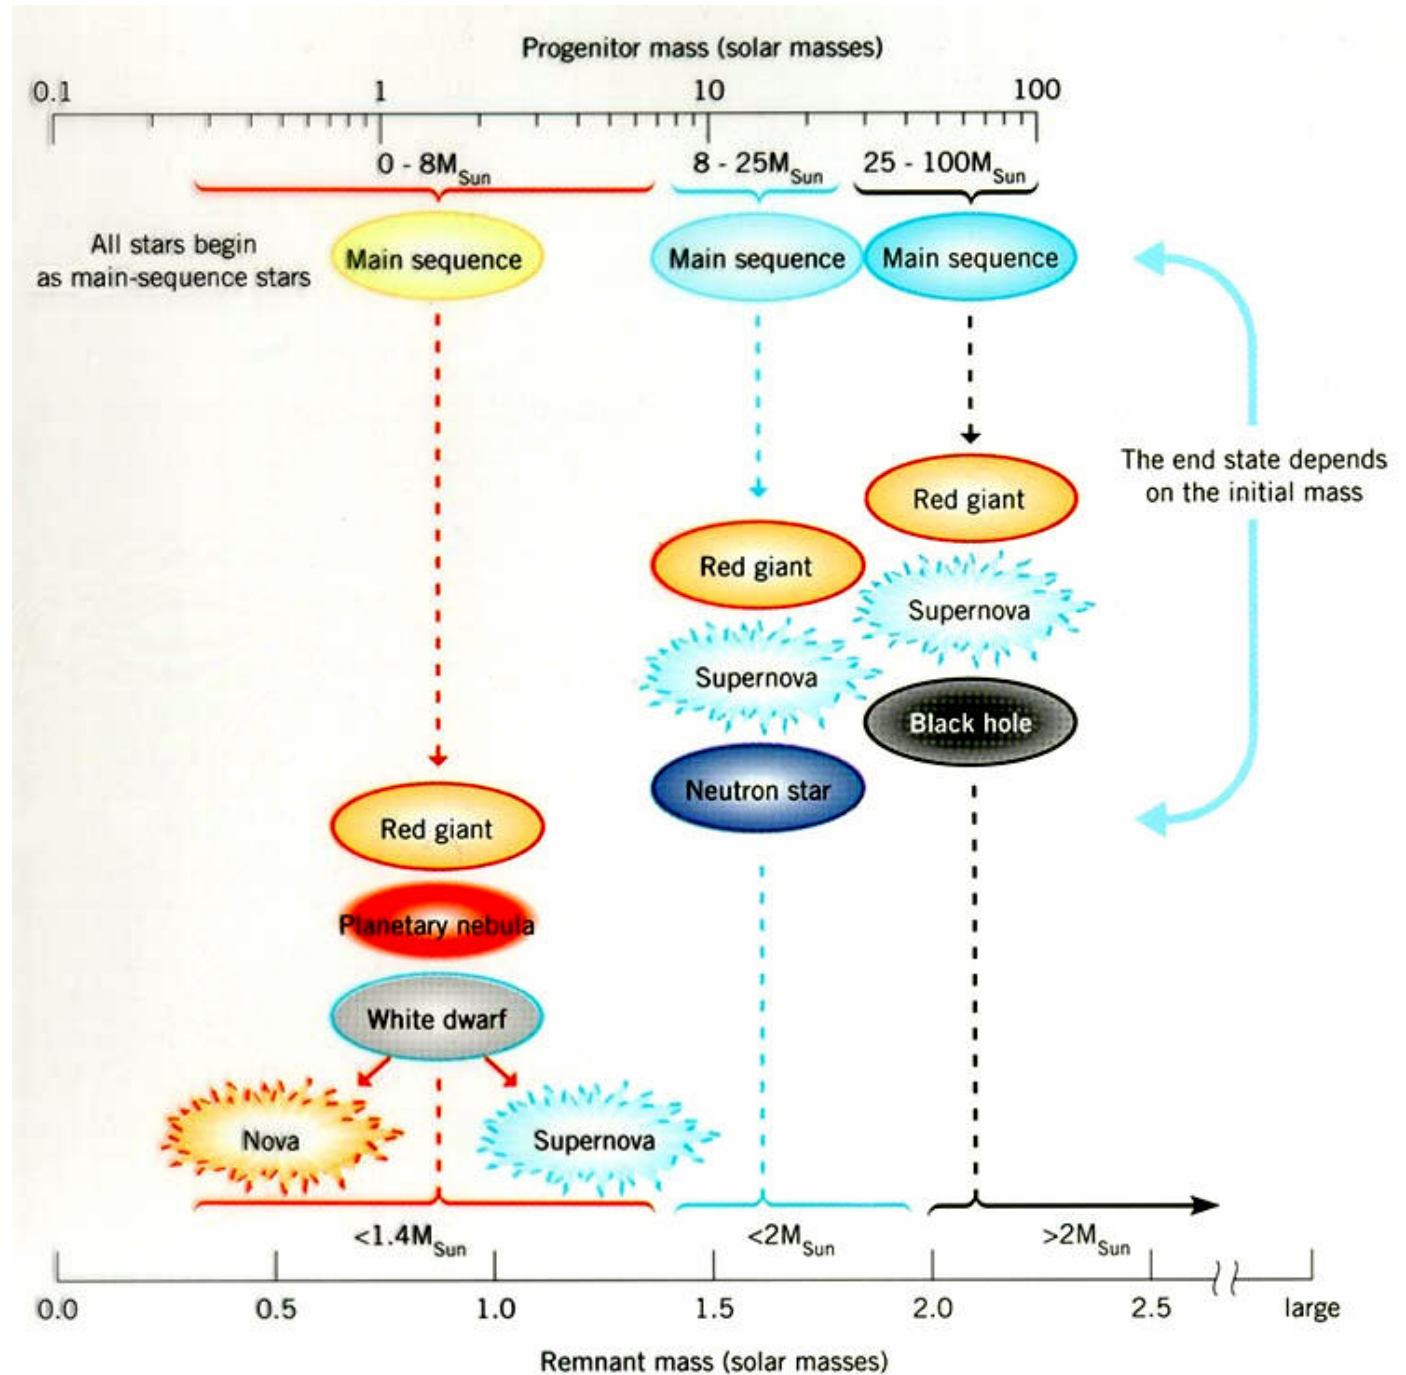 Progenitor mass (solar masses)
0.1 1 10 100
0 - 8MSun 8 - 25MSun 25 - 100MSun
All stars begin
as main-sequence stars
Main sequence Main sequence Main sequence
The end state depends
on the initial mass
Red giant
Red giant
Supernova
Supernova
Black hole
Neutron star
Red giant
Planetary nebula
White dwarf
Nova Supernova
<1.4MSun <2MSun >2MSun
0.0 0.5 1.0 1.5 2.0 2.5 large
Remnant mass (solar masses)